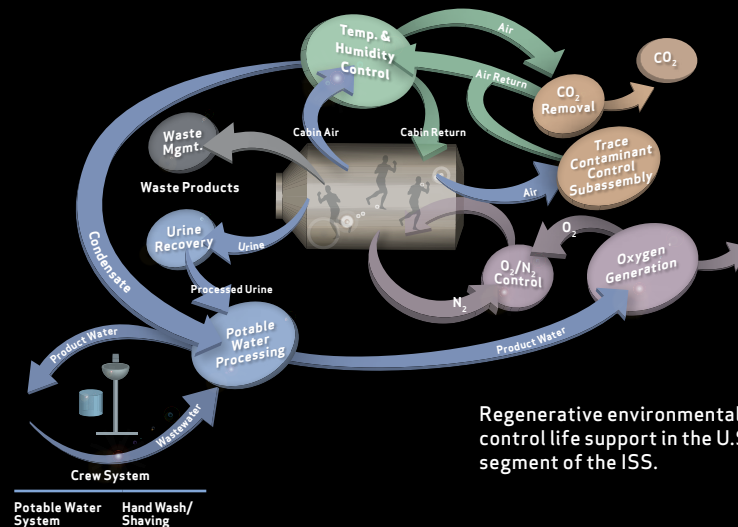 Temp. &
Humidity
Control
Air
Air Return
CO2
CO2
Removal
Trace
Contaminant
Control
Subassembly
Cabin Air
Cabin Return
Waste
Mgmt.
Waste Products
Air
Urine
Recovery
Urine
Condensate
Processed Urine
O2
O2/N2
Control
N2
Oxygen
Generation
Potable
Water
Processing
Product Water
Product Water
Wastewater
Crew System
Potable Water
System
Hand Wash/
Shaving
Regenerative environmental
control life support in the U.S
segment of the ISS.